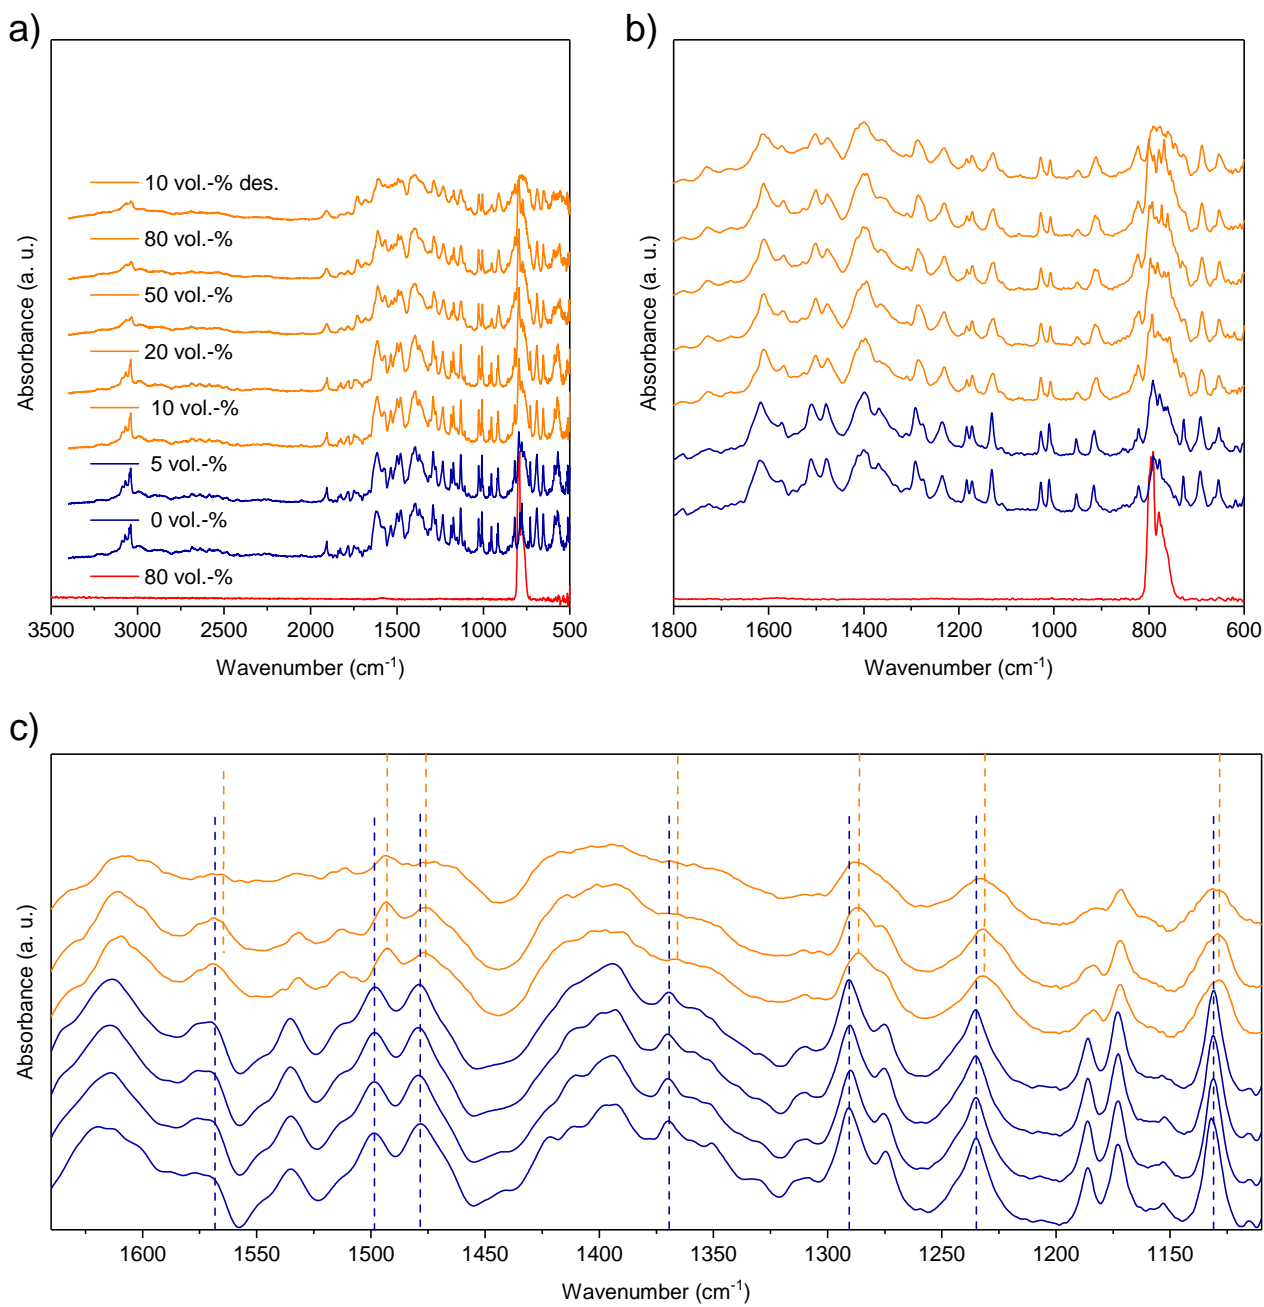 a)
b)
10 vol.-% des.
80 vol.-%
50 vol.-%
20 vol.-%
10 vol.-%
5 vol.-%
0 vol.-%
80 vol.-%
Absorbance (a. u.)
Absorbance (a. u.)
3500 3000 2500 2000 1500 1000 500
1800 1600 1400 1200 1000 800 600
Wavenumber (cm⁻¹)
Wavenumber (cm⁻¹)
c)
Absorbance (a. u.)
1600 1550 1500 1450 1400 1350 1300 1250 1200 1150
Wavenumber (cm⁻¹)